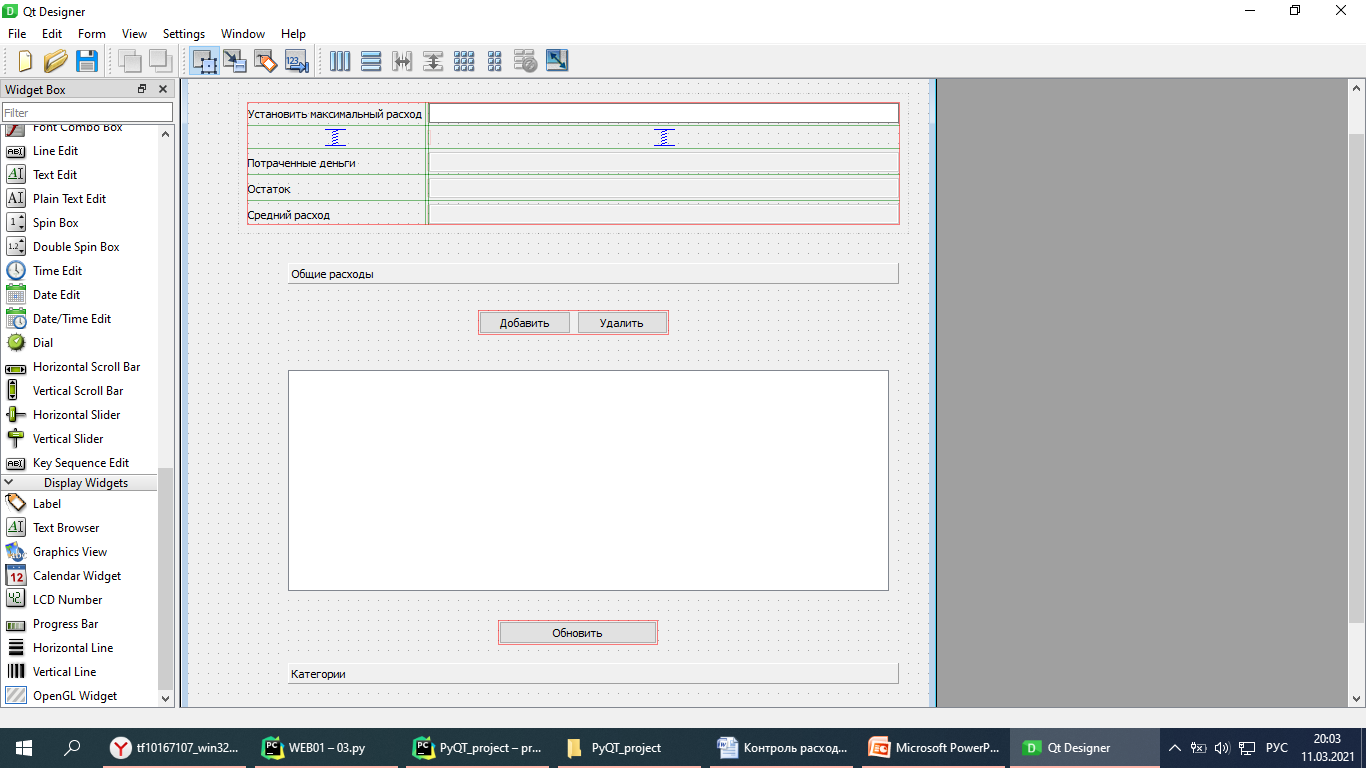 Qt Designer
File Edit Form View Settings Window Help
Widget Box
Filter
Font Combo Box
Line Edit
Text Edit
Plain Text Edit
Spin Box
Double Spin Box
Time Edit
Date Edit
Date/Time Edit
Dial
Horizontal Scroll Bar
Vertical Scroll Bar
Horizontal Slider
Vertical Slider
Key Sequence Edit
Display Widgets
Label
Text Browser
Graphics View
Calendar Widget
LCD Number
Progress Bar
Horizontal Line
Vertical Line
OpenGL Widget
Установить максимальный расход
Потраченные деньги
Остаток
Средний расход
Общие расходы
Добавить Удалить
Обновить
Категории
tf10167107_win32... WEB01 – 03.py PyQT_project – pr... PyQT_project Контроль расход... Microsoft PowerP... Qt Designer РУС 20:03
11.03.2021